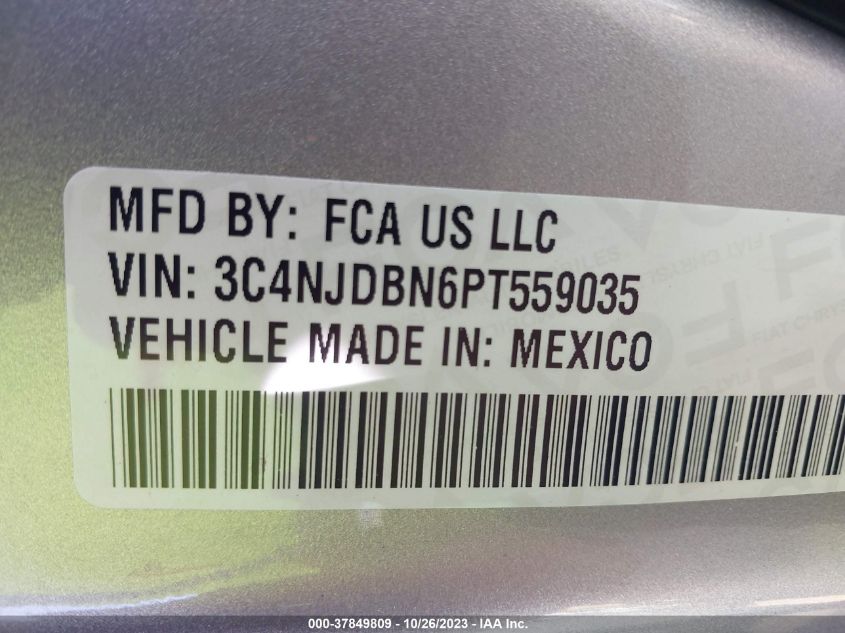 MFD BY: FCA US LLC
VIN: 3C4NJDBN6PT559035
VEHICLE MADE IN: MEXICO
000-37849809 - 10/26/2023 - IAA Inc.